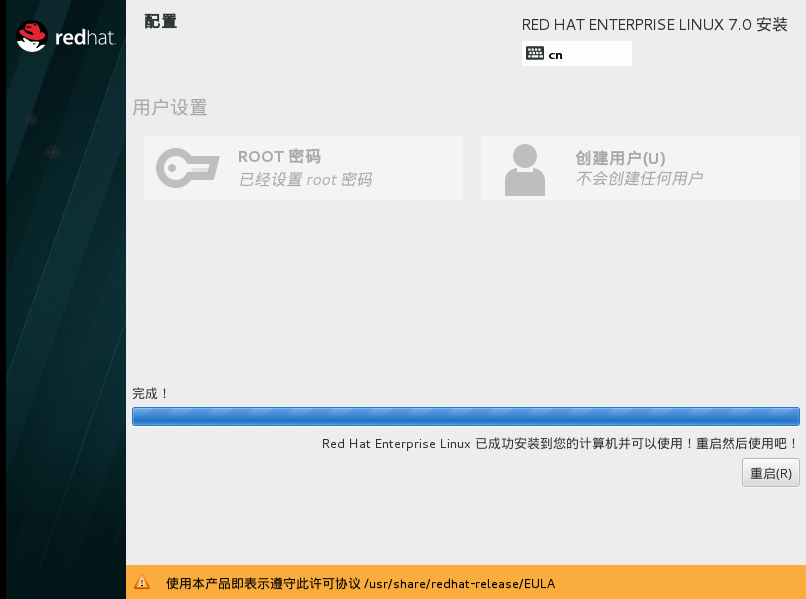 redhat.
配置
RED HAT ENTERPRISE LINUX 7.0 安装
cn
用户设置
ROOT 密码
已经设置 root 密码
创建用户(U)
不会创建任何用户
完成！
Red Hat Enterprise Linux 已成功安装到您的计算机并可以使用！重启然后使用吧！
重启(R)
使用本产品即表示遵守此许可协议 /usr/share/redhat-release/EULA